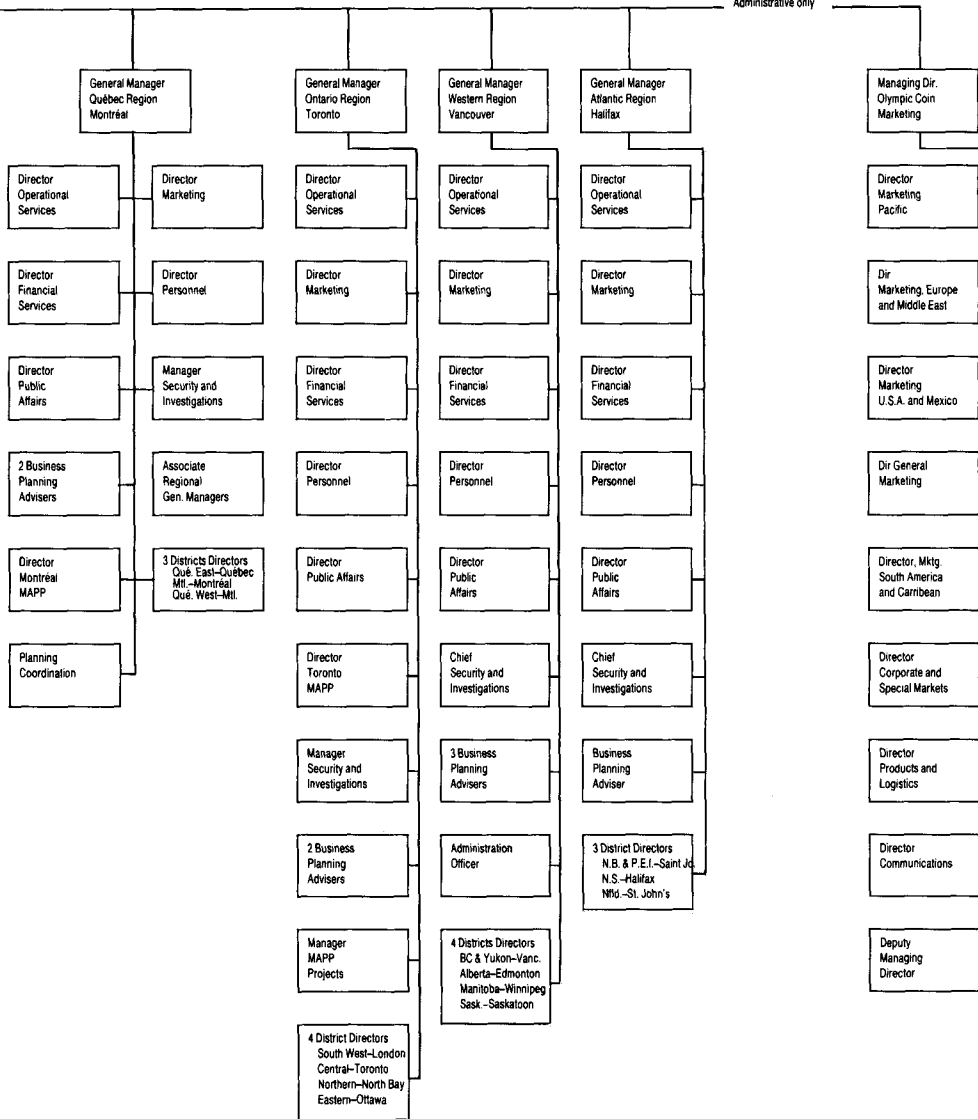 Administrative only
General Manager
Québec Region
Montréal
General Manager
Ontario Region
Toronto
General Manager
Western Region
Vancouver
General Manager
Atlantic Region
Halifax
Managing Dir.
Olympic Coin
Marketing
Director
Operational
Services
Director
Marketing
Director
Financial
Services
Director
Personnel
Director
Public
Affairs
Manager
Security and
Investigations
2 Business
Planning
Advisers
Associate
Regional
Gen. Managers
Director
Montréal
MAPP
3 Districts Directors
Qué. East–Québec
Mtl.–Montréal
Qué. West–Mtl.
Planning
Coordination
Director
Operational
Services
Director
Marketing
Director
Financial
Services
Director
Personnel
Director
Public Affairs
Director
Toronto
MAPP
Manager
Security and
Investigations
2 Business
Planning
Advisers
Manager
MAPP
Projects
4 District Directors
South West–London
Central–Toronto
Northern–North Bay
Eastern–Ottawa
Director
Operational
Services
Director
Marketing
Director
Financial
Services
Director
Personnel
Director
Public
Affairs
Chief
Security and
Investigations
3 Business
Planning
Advisers
Administration
Officer
4 Districts Directors
BC & Yukon–Vanc.
Alberta–Edmonton
Manitoba–Winnipeg
Sask.–Saskatoon
Director
Operational
Services
Director
Marketing
Director
Financial
Services
Director
Personnel
Director
Public
Affairs
Chief
Security and
Investigations
Business
Planning
Adviser
3 District Directors
N.B. & P.E.I.–Saint Jo
N.S.–Halifax
Nfld.–St. John's
Director
Marketing
Pacific
Dir
Marketing, Europe
and Middle East
Director
Marketing
U.S.A. and Mexico
Dir General
Marketing
Director, Mktg.
South America
and Carribean
Director
Corporate and
Special Markets
Director
Products and
Logistics
Director
Communications
Deputy
Managing
Director